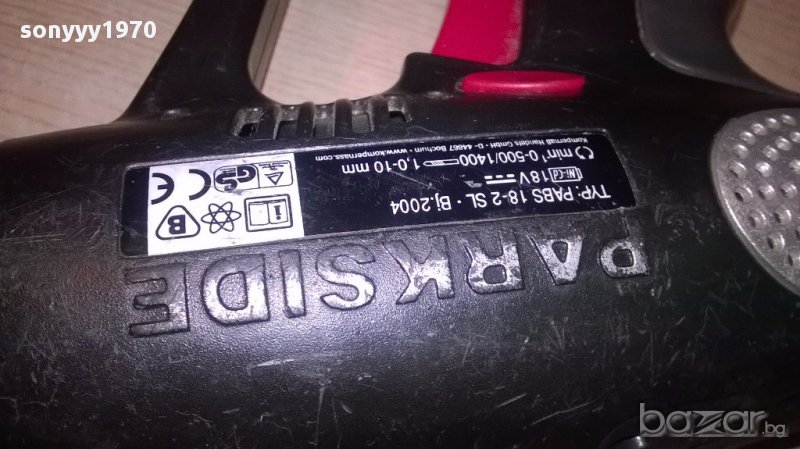 sonyyy1970
TYP: PABS 18-2 SL · Bj.2004
Ni-Cd 18V
min⁻¹ 0-500/1400 1,0-10 mm
Kompernaß Handels GmbH · D - 44867 Bochum · www.kompernass.com
GS
CE
B
i
PARKSIDE
bazar.bg